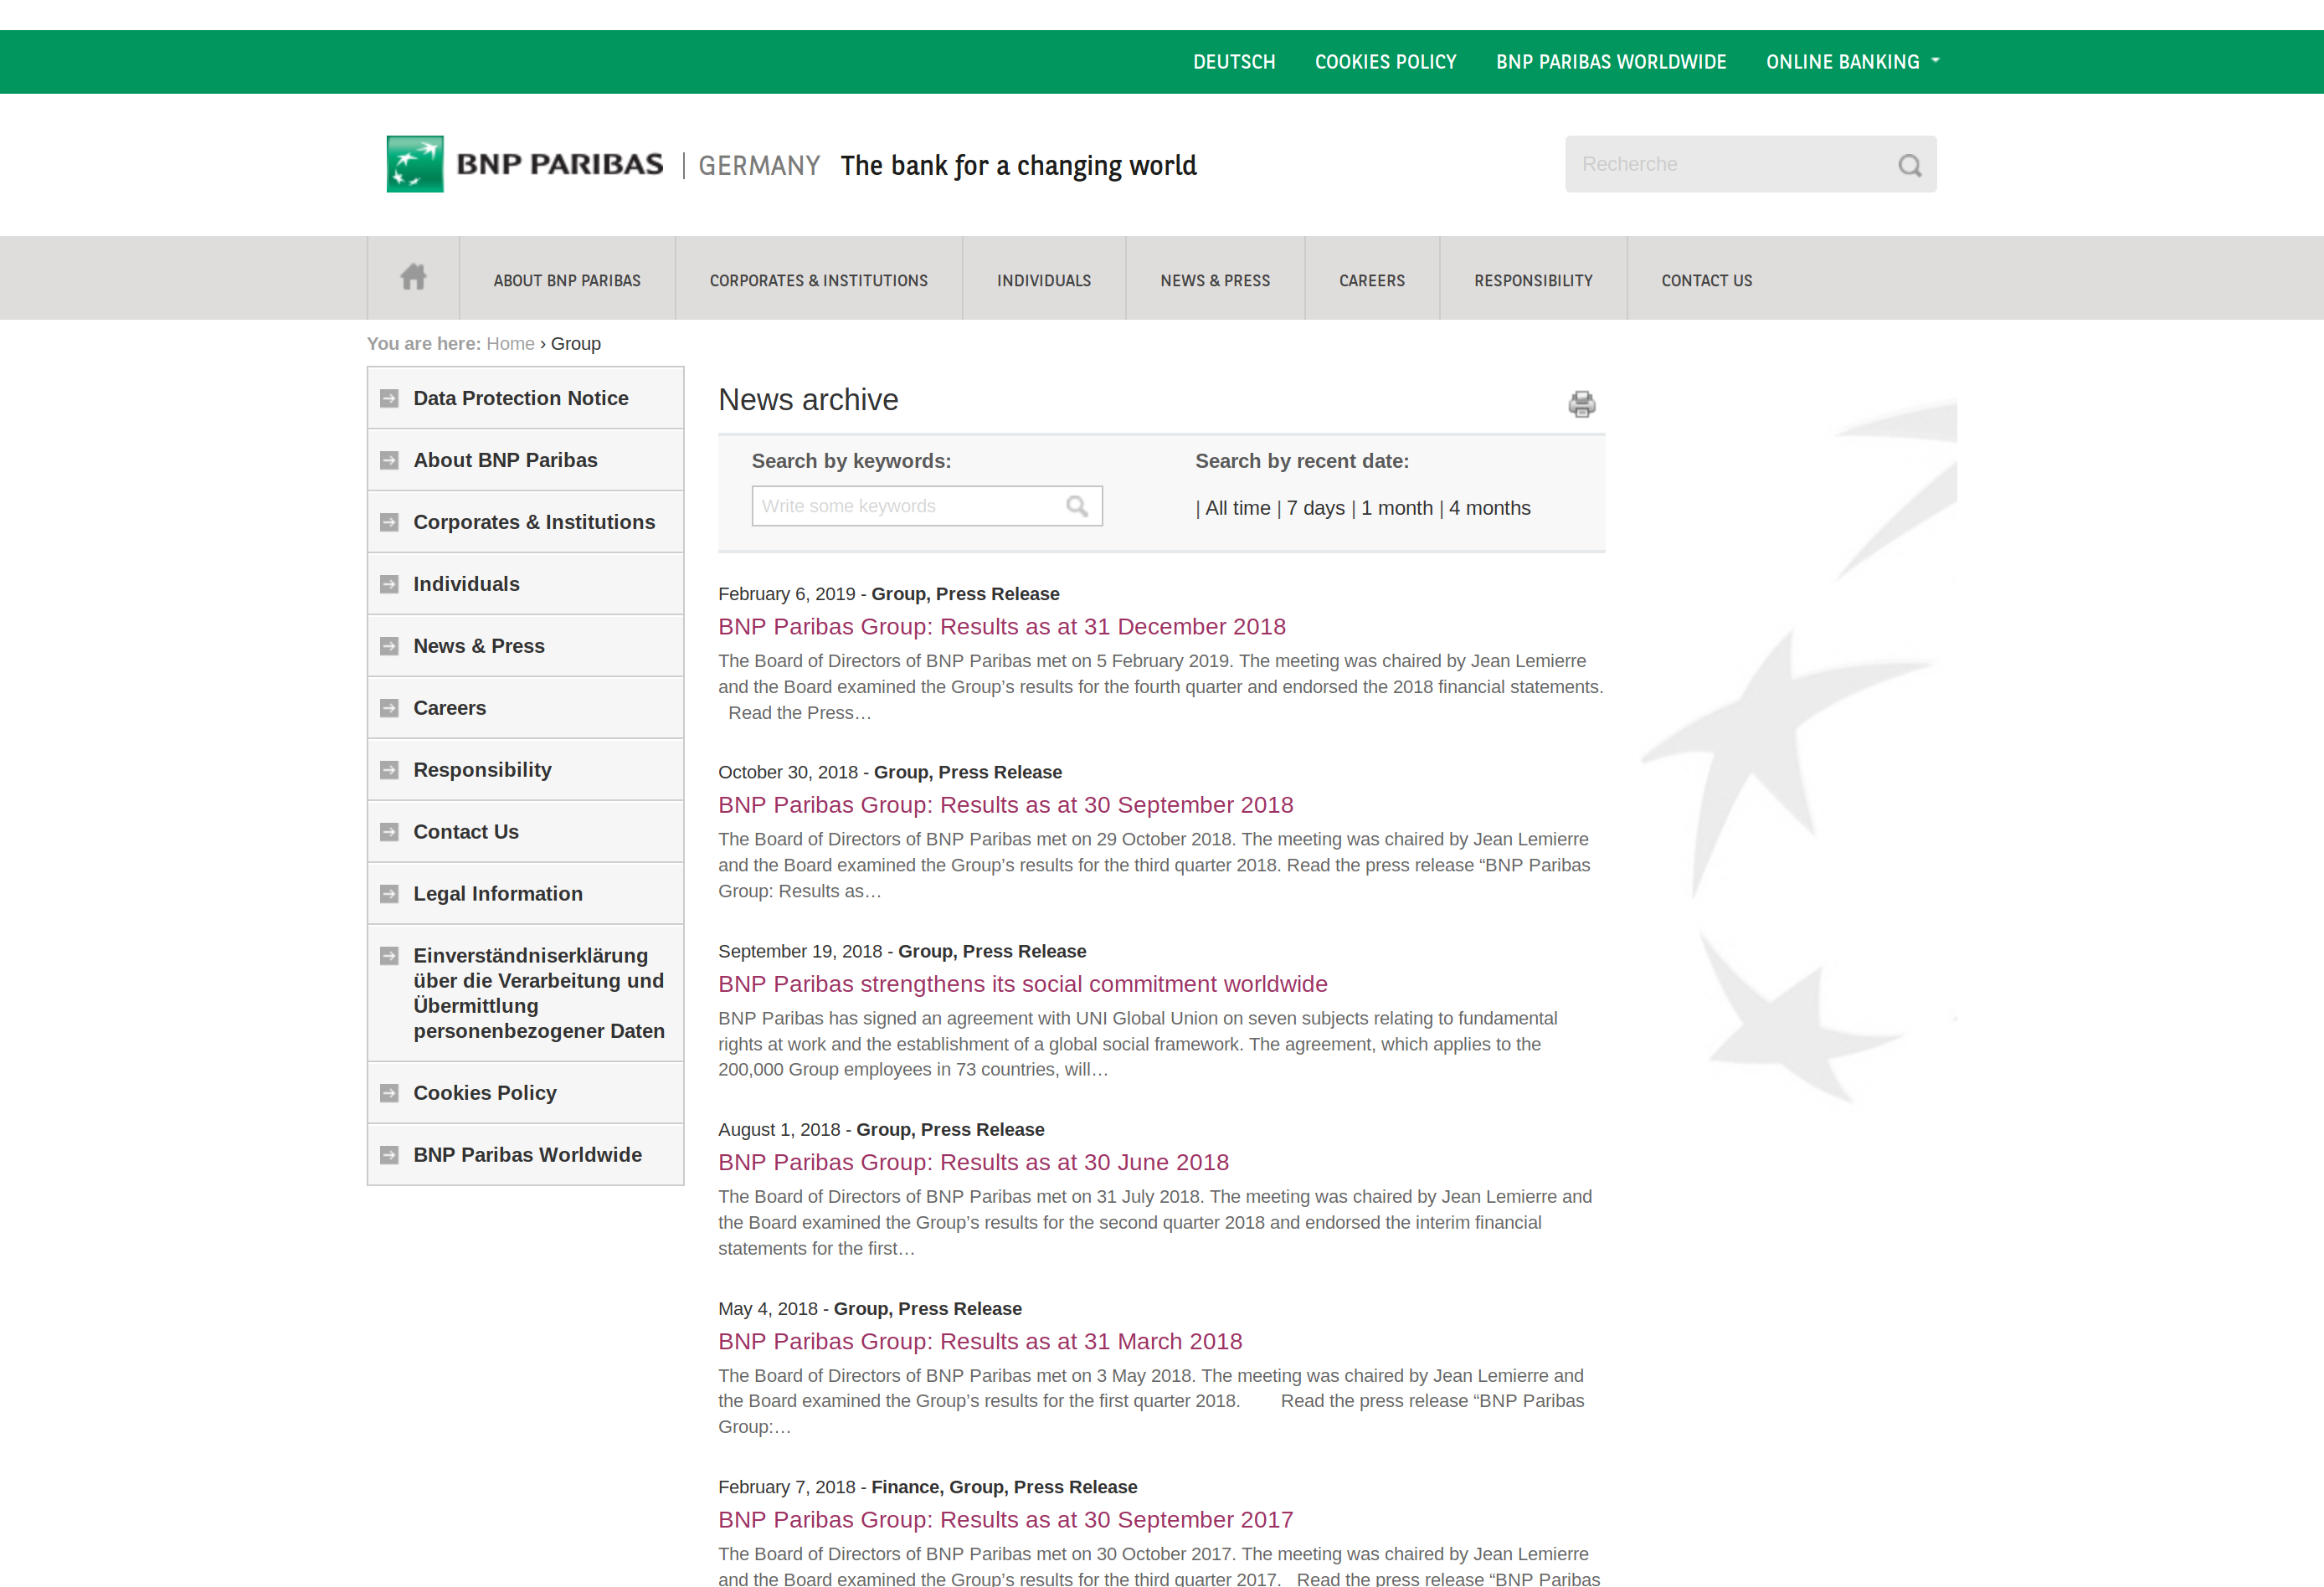 DEUTSCH COOKIES POLICY BNP PARIBAS WORLDWIDE ONLINE BANKING
BNP PARIBAS | GERMANY The bank for a changing world
Recherche
ABOUT BNP PARIBAS CORPORATES & INSTITUTIONS INDIVIDUALS NEWS & PRESS CAREERS RESPONSIBILITY CONTACT US
You are here: Home › Group
Data Protection Notice
About BNP Paribas
Corporates & Institutions
Individuals
News & Press
Careers
Responsibility
Contact Us
Legal Information
Einverständniserklärung
über die Verarbeitung und
Übermittlung
personenbezogener Daten
Cookies Policy
BNP Paribas Worldwide
News archive
Search by keywords:
Write some keywords
Search by recent date:
| All time | 7 days | 1 month | 4 months
February 6, 2019 - Group, Press Release
BNP Paribas Group: Results as at 31 December 2018
The Board of Directors of BNP Paribas met on 5 February 2019. The meeting was chaired by Jean Lemierre
and the Board examined the Group’s results for the fourth quarter and endorsed the 2018 financial statements.
Read the Press…
October 30, 2018 - Group, Press Release
BNP Paribas Group: Results as at 30 September 2018
The Board of Directors of BNP Paribas met on 29 October 2018. The meeting was chaired by Jean Lemierre
and the Board examined the Group’s results for the third quarter 2018. Read the press release “BNP Paribas
Group: Results as…
September 19, 2018 - Group, Press Release
BNP Paribas strengthens its social commitment worldwide
BNP Paribas has signed an agreement with UNI Global Union on seven subjects relating to fundamental
rights at work and the establishment of a global social framework. The agreement, which applies to the
200,000 Group employees in 73 countries, will…
August 1, 2018 - Group, Press Release
BNP Paribas Group: Results as at 30 June 2018
The Board of Directors of BNP Paribas met on 31 July 2018. The meeting was chaired by Jean Lemierre and
the Board examined the Group’s results for the second quarter 2018 and endorsed the interim financial
statements for the first…
May 4, 2018 - Group, Press Release
BNP Paribas Group: Results as at 31 March 2018
The Board of Directors of BNP Paribas met on 3 May 2018. The meeting was chaired by Jean Lemierre and
the Board examined the Group’s results for the first quarter 2018. Read the press release “BNP Paribas
Group:…
February 7, 2018 - Finance, Group, Press Release
BNP Paribas Group: Results as at 30 September 2017
The Board of Directors of BNP Paribas met on 30 October 2017. The meeting was chaired by Jean Lemierre
and the Board examined the Group’s results for the third quarter 2017. Read the press release “BNP Paribas